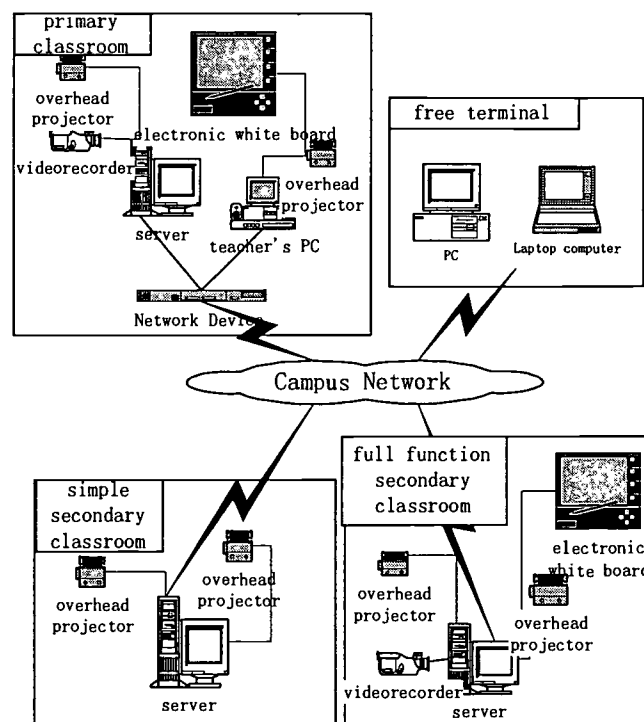 primary
classroom
overhead
projector
electronic white board
videorecorder
overhead
projector
server
teacher's PC
Network Device
free terminal
PC
Laptop computer
Campus Network
simple
secondary
classroom
overhead
projector
overhead
projector
server
full function
secondary
classroom
electronic
white board
overhead
projector
overhead
projector
videorecorder
server